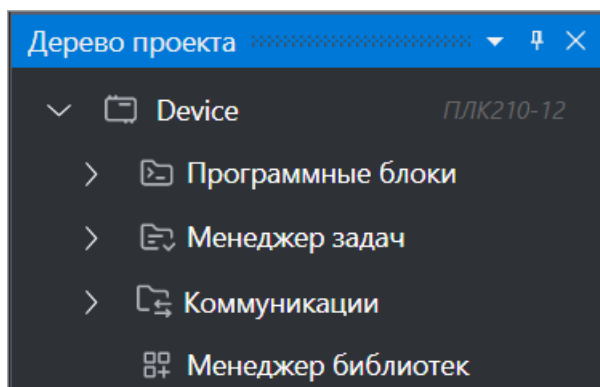 Дерево проекта
Device ПЛК210-12
Программные блоки
Менеджер задач
Коммуникации
Менеджер библиотек